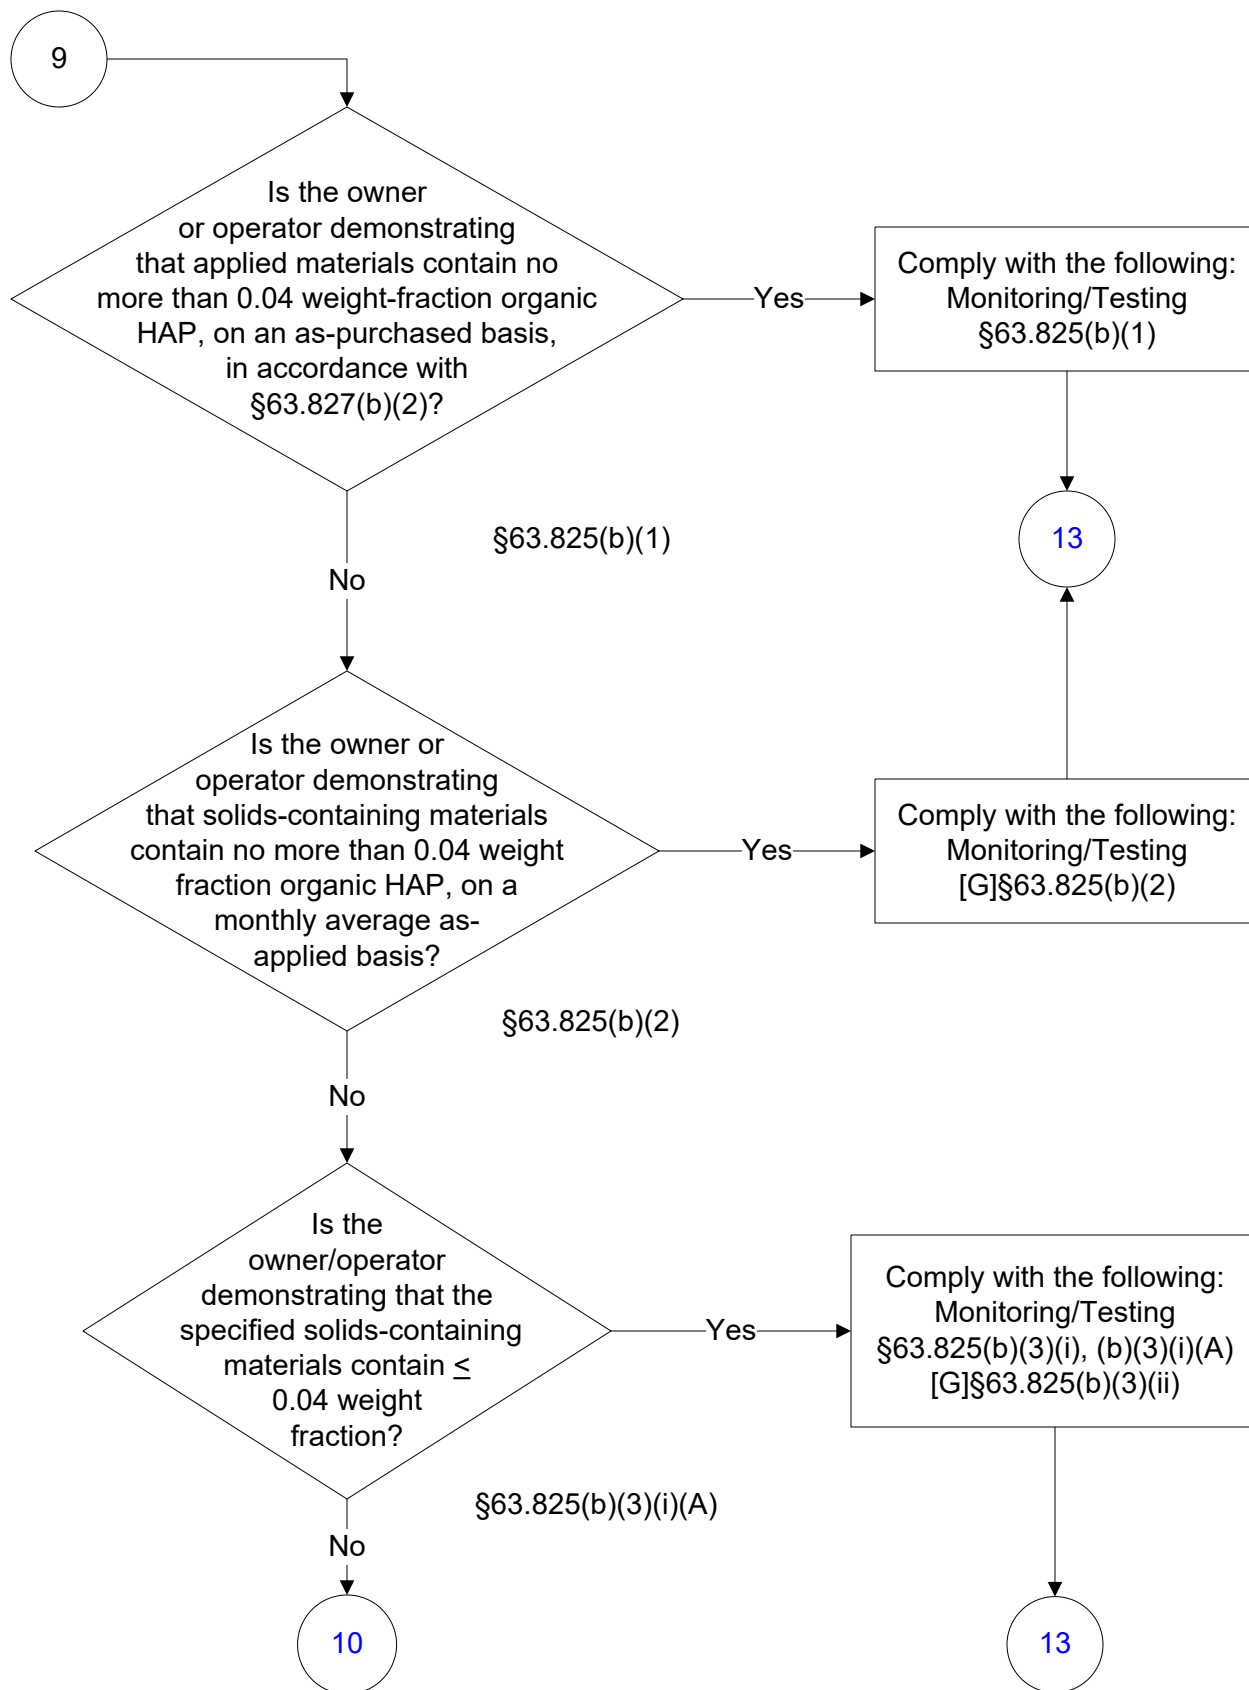 9
Is the owner
or operator demonstrating
that applied materials contain no
more than 0.04 weight-fraction organic
HAP, on an as-purchased basis,
in accordance with
§63.827(b)(2)?
Yes
Comply with the following:
Monitoring/Testing
§63.825(b)(1)
13
§63.825(b)(1)
No
Is the owner or
operator demonstrating
that solids-containing materials
contain no more than 0.04 weight
fraction organic HAP, on a
monthly average as-
applied basis?
Yes
Comply with the following:
Monitoring/Testing
[G]§63.825(b)(2)
§63.825(b)(2)
No
Is the
owner/operator
demonstrating that the
specified solids-containing
materials contain ≤
0.04 weight
fraction?
Yes
Comply with the following:
Monitoring/Testing
§63.825(b)(3)(i), (b)(3)(i)(A)
[G]§63.825(b)(3)(ii)
§63.825(b)(3)(i)(A)
No
10
13